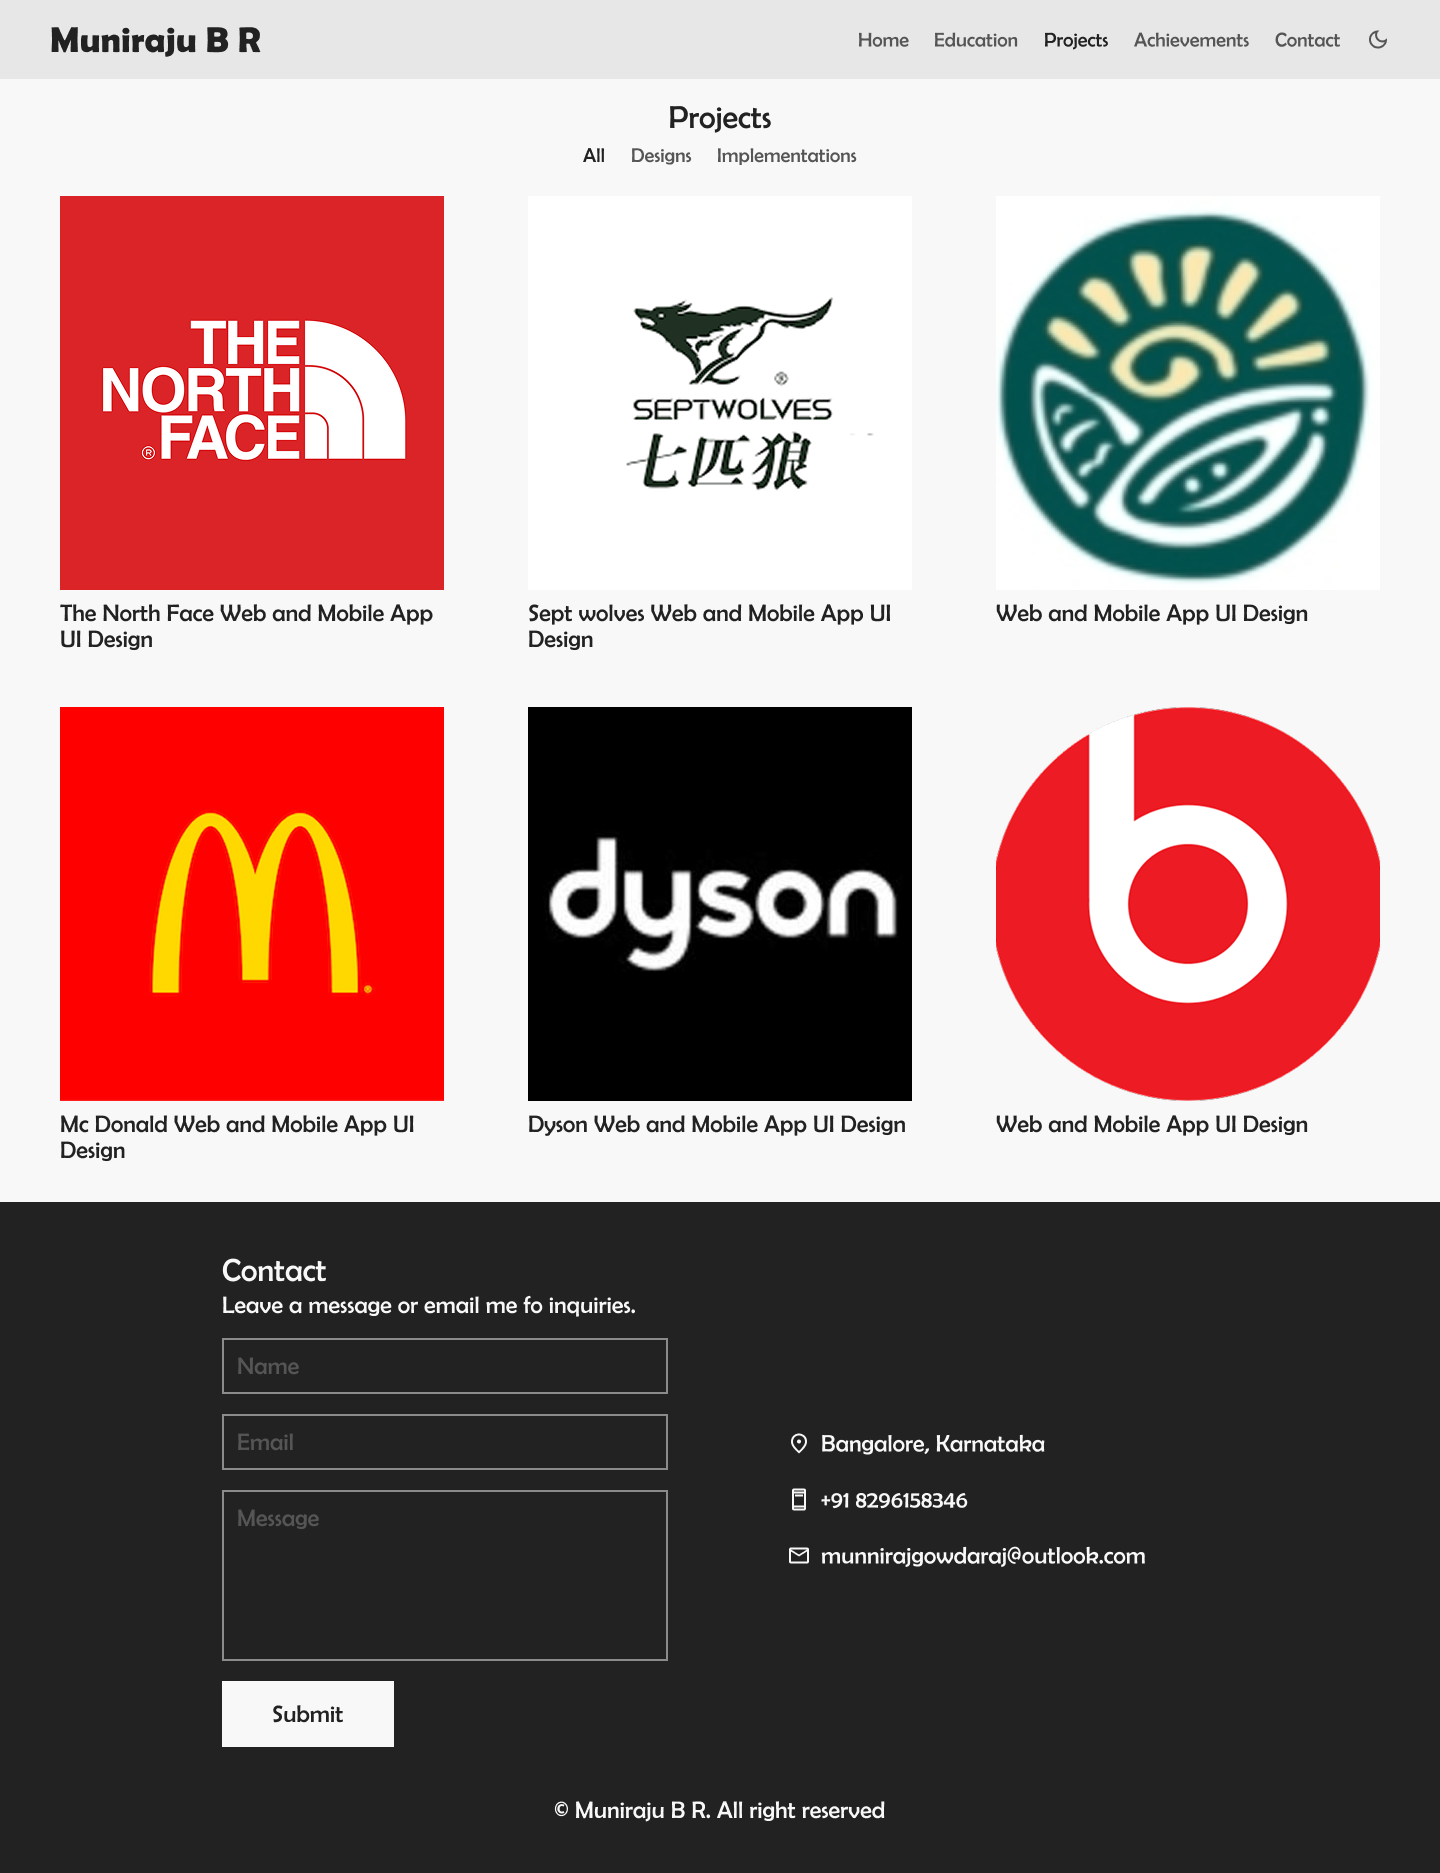 Muniraju B R
Home Education Projects Achievements Contact
Projects
All Designs Implementations
THE
NORTH
FACE
®
®
SEPTWOLVES
七匹狼
The North Face Web and Mobile App
UI Design
Sept wolves Web and Mobile App UI
Design
Web and Mobile App UI Design
dyson
b
Mc Donald Web and Mobile App UI
Design
Dyson Web and Mobile App UI Design
Web and Mobile App UI Design
Contact
Leave a message or email me fo inquiries.
Name
Email
Message
Submit
Bangalore, Karnataka
+91 8296158346
munnirajgowdaraj@outlook.com
© Muniraju B R. All right reserved